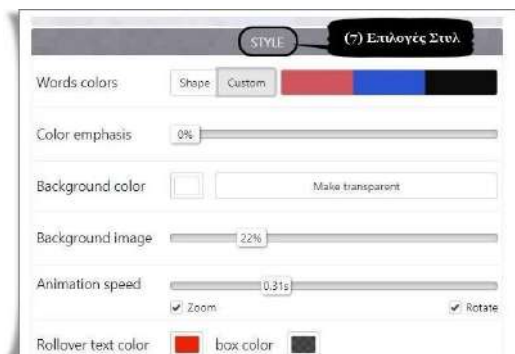 STYLE (7) Επιλογές Στυλ
Words colors Shape Custom
Color emphasis 0%
Background color Make transparent
Background image 22%
Animation speed 0.31s
Zoom Rotate
Rollover text color box color